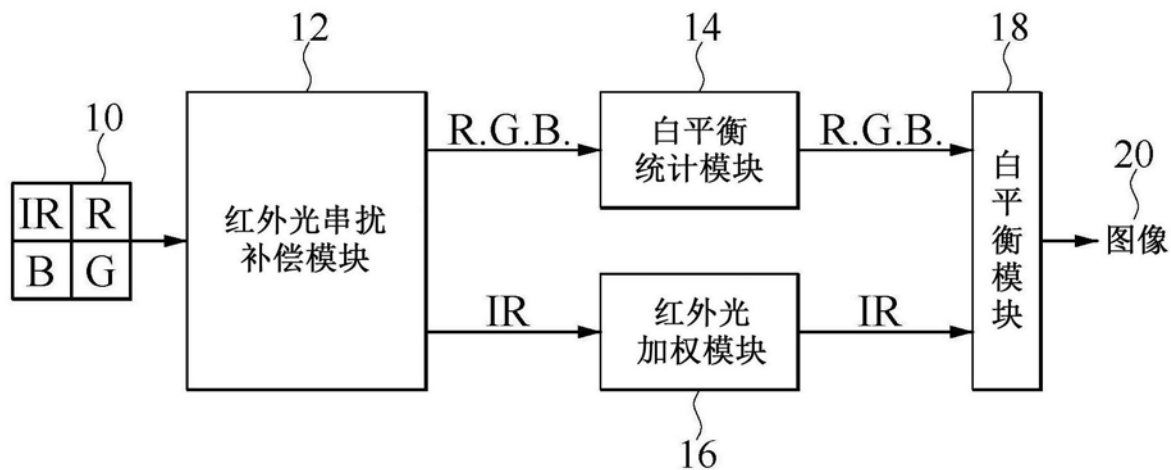 12
14
18
10
R.G.B.
白平衡
统计模块
R.G.B.
20
IR R
B G
红外光串扰
补偿模块
白平衡模块
图像
IR
红外光
加权模块
IR
16